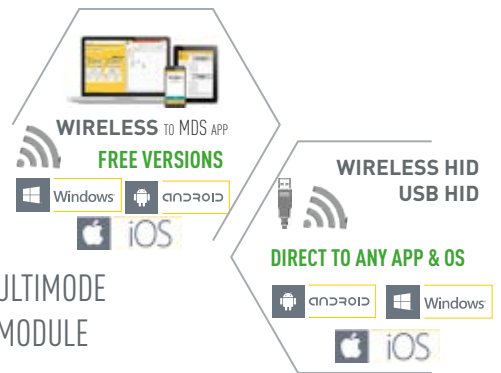 WIRELESS TO MDS APP
FREE VERSIONS
Windows android
iOS
ULTIMODE
MODULE
WIRELESS HID
USB HID
DIRECT TO ANY APP & OS
android Windows
iOS